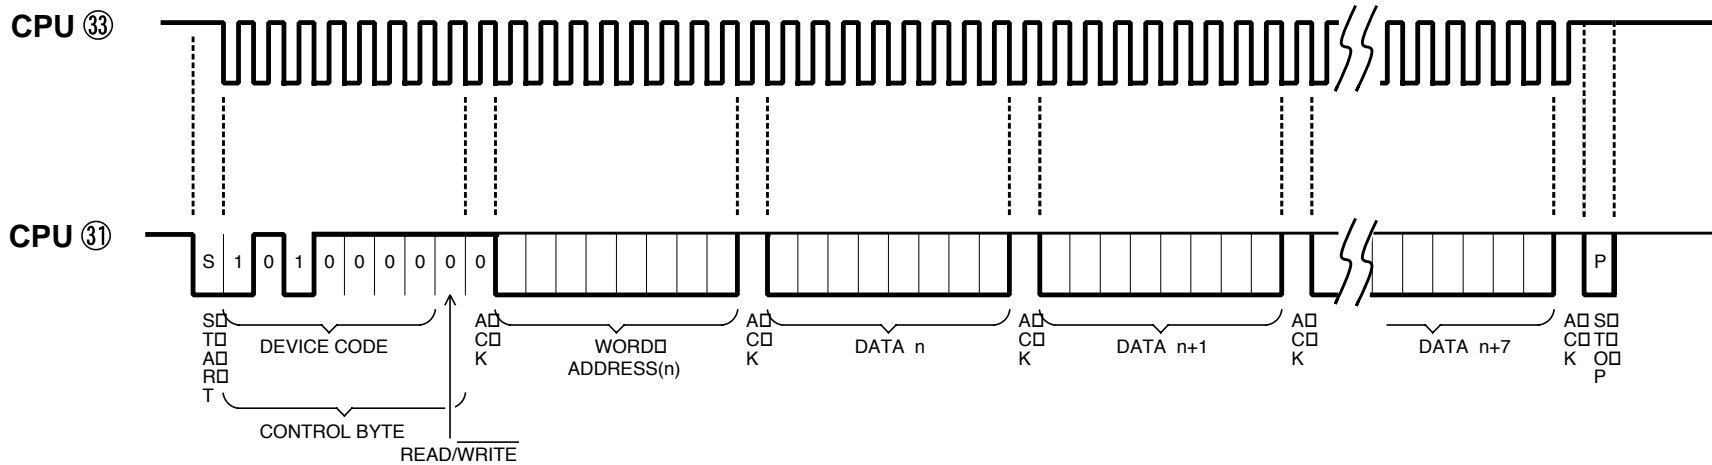 CPU ㉝
CPU ㉛
S 1 0 1 0 0 0 0 0 0 P
START
DEVICE CODE
ACK
WORD
ADDRESS(n)
ACK
DATA n
ACK
DATA n+1
ACK
DATA n+7
ACK
STOP
CONTROL BYTE
READ/WRITE